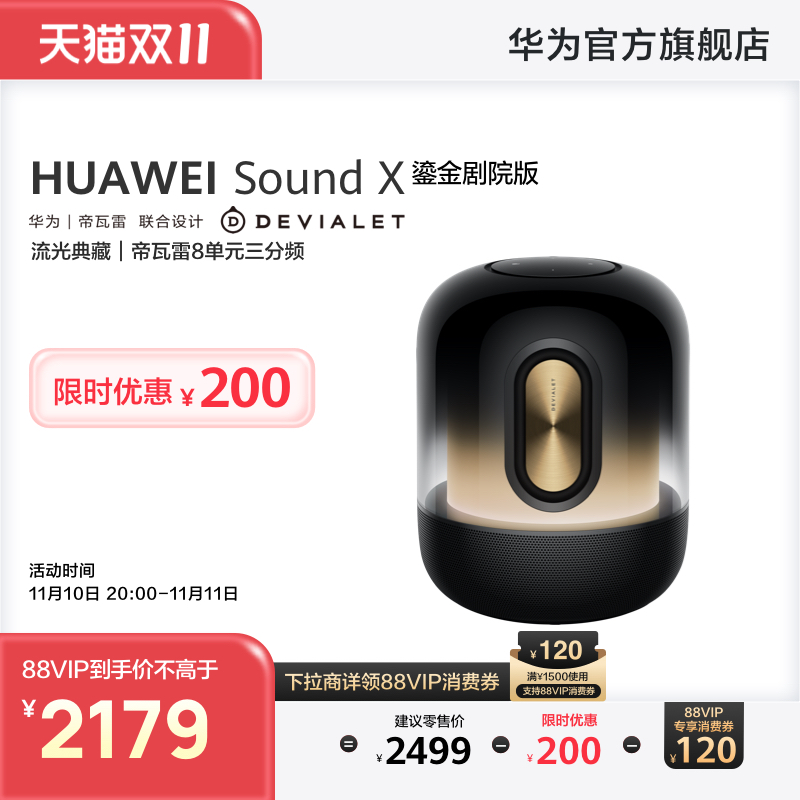 天猫双11
华为官方旗舰店
HUAWEI Sound X 鎏金剧院版
华为 | 帝瓦雷 联合设计 DEVIALET
流光典藏 | 帝瓦雷8单元三分频
DEVIALET
限时优惠 ¥200
活动时间
11月10日 20:00-11月11日
88VIP到手价不高于
¥2179
下拉商详领88VIP消费券
¥120
满¥1500使用
支持88VIP消费券
= 建议零售价 ¥2499 - 限时优惠 ¥200 - 88VIP 专享消费券 ¥120